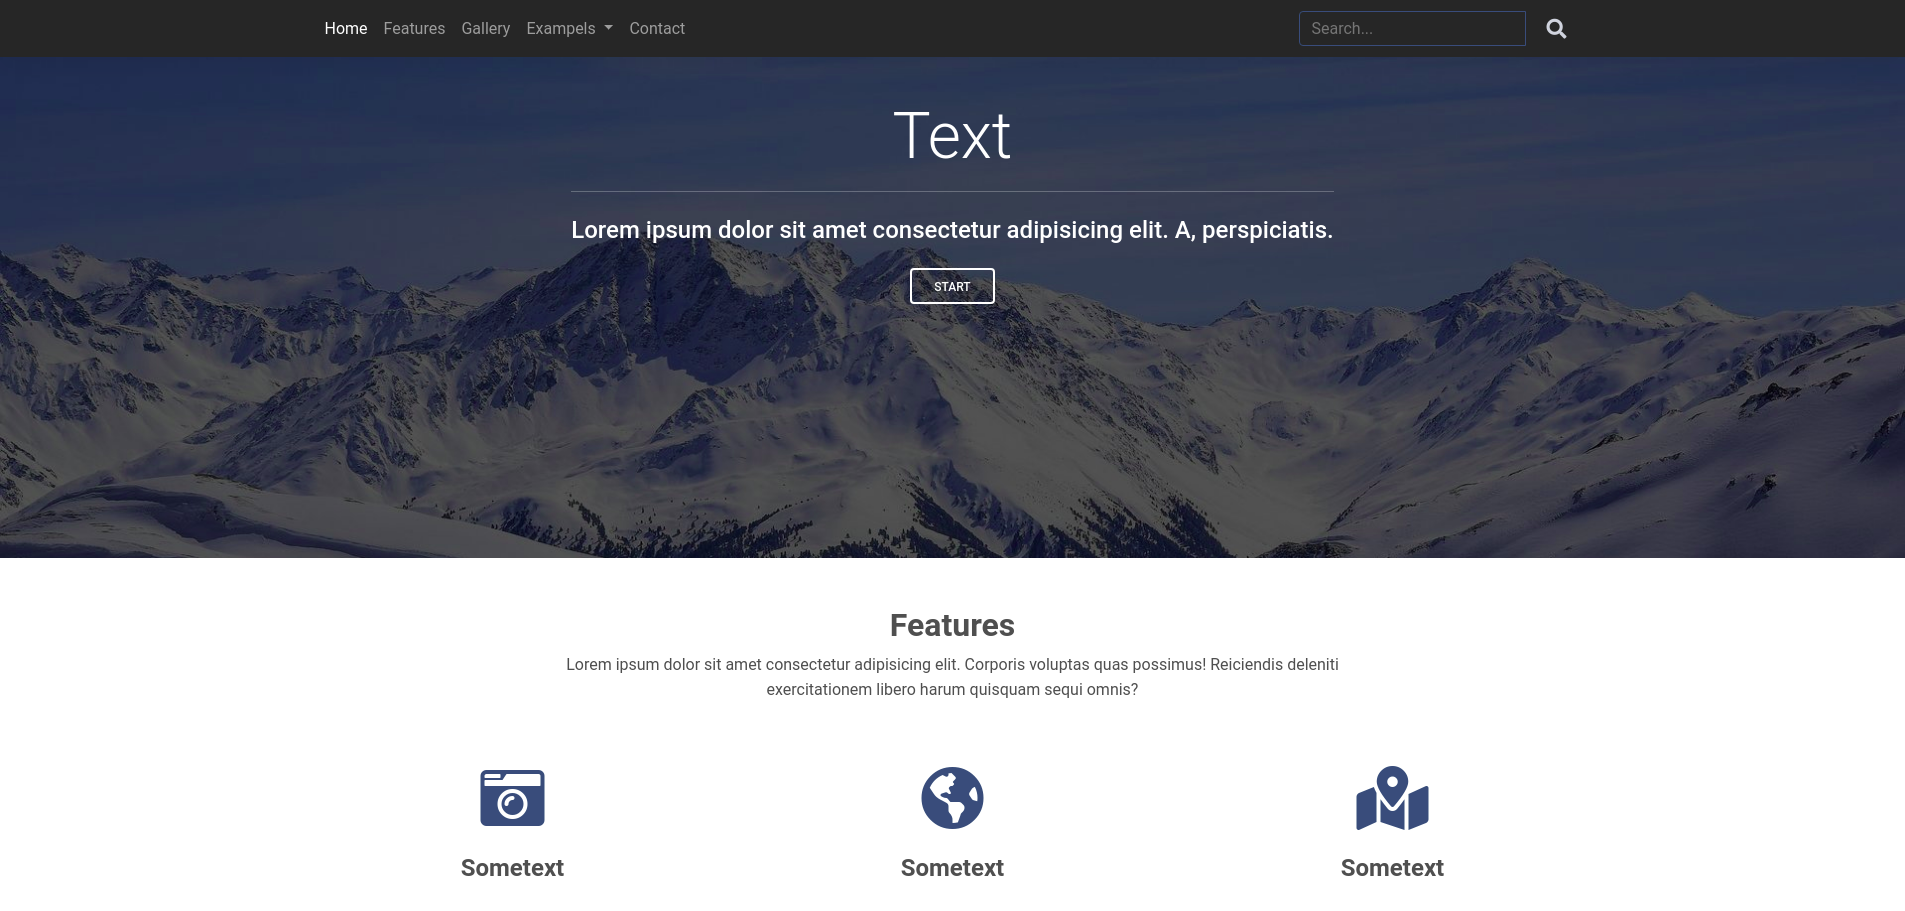 Home Features Gallery Exampels Contact Search...
Text
Lorem ipsum dolor sit amet consectetur adipisicing elit. A, perspiciatis.
START
Features
Lorem ipsum dolor sit amet consectetur adipisicing elit. Corporis voluptas quas possimus! Reiciendis deleniti
exercitationem libero harum quisquam sequi omnis?
Sometext Sometext Sometext